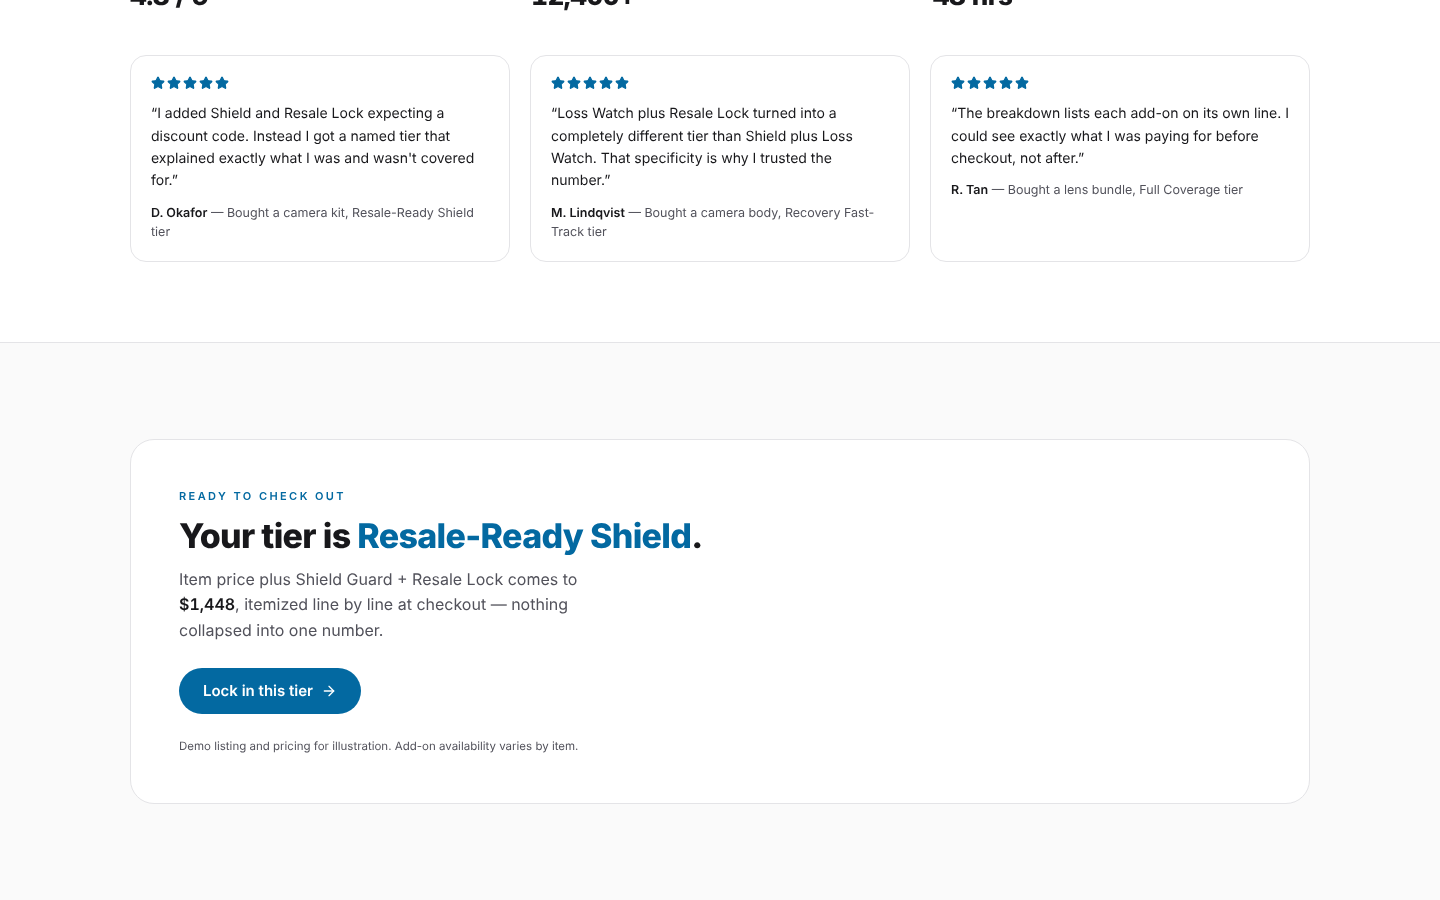 “I added Shield and Resale Lock expecting a
discount code. Instead I got a named tier that
explained exactly what I was and wasn't covered
for.”
D. Okafor — Bought a camera kit, Resale-Ready Shield
tier
“Loss Watch plus Resale Lock turned into a
completely different tier than Shield plus Loss
Watch. That specificity is why I trusted the
number.”
M. Lindqvist — Bought a camera body, Recovery Fast-
Track tier
“The breakdown lists each add-on on its own line. I
could see exactly what I was paying for before
checkout, not after.”
R. Tan — Bought a lens bundle, Full Coverage tier
READY TO CHECK OUT
Your tier is Resale-Ready Shield.
Item price plus Shield Guard + Resale Lock comes to
$1,448, itemized line by line at checkout — nothing
collapsed into one number.
Lock in this tier →
Demo listing and pricing for illustration. Add-on availability varies by item.